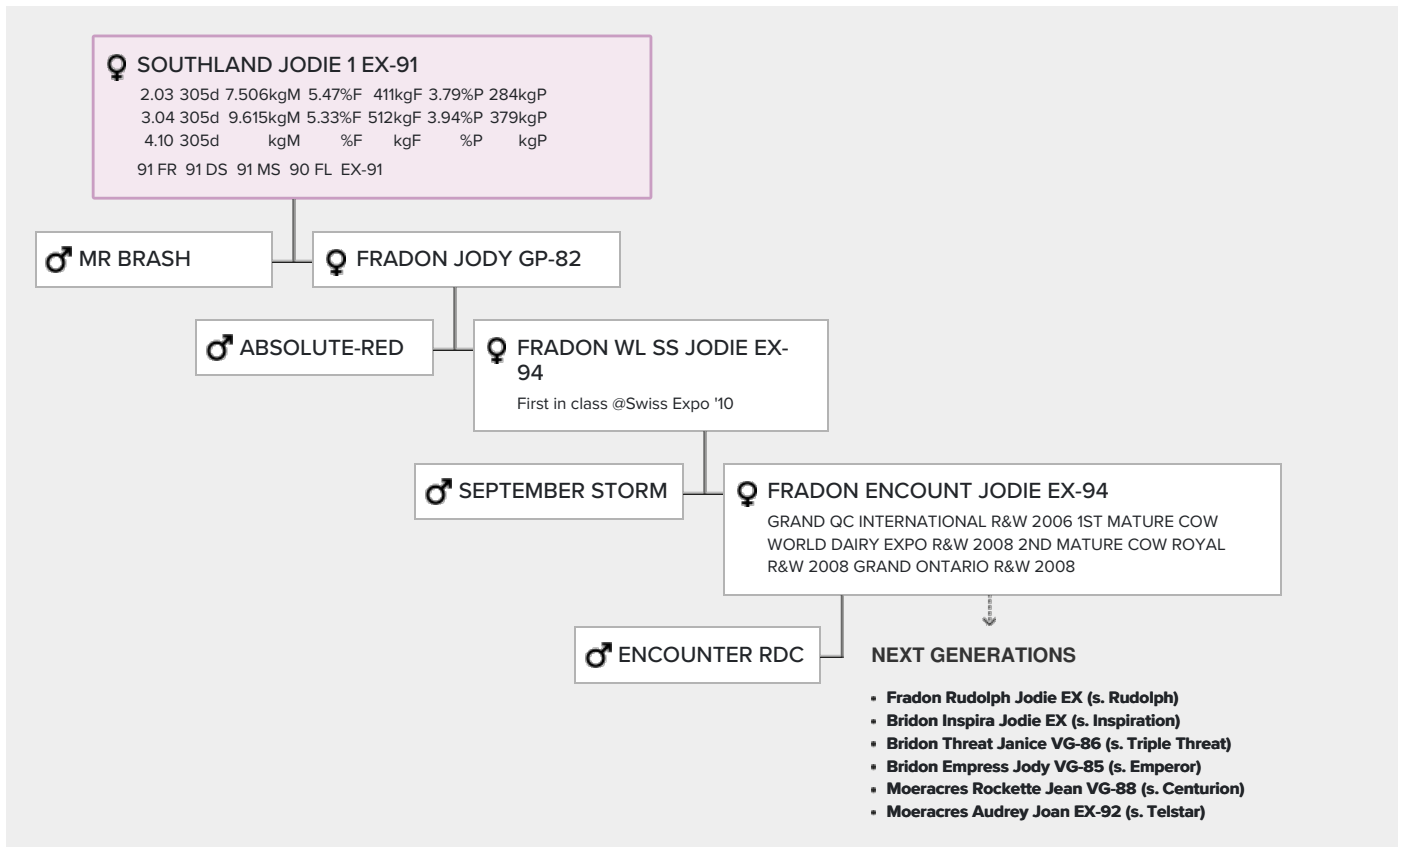 SOUTHLAND JODIE 1 EX-91
2.03 305d 7.506kgM 5.47%F 411kgF 3.79%P 284kgP
3.04 305d 9.615kgM 5.33%F 512kgF 3.94%P 379kgP
4.10 305d kgM %F kgF %P kgP
91 FR 91 DS 91 MS 90 FL EX-91
MR BRASH
FRADON JODY GP-82
ABSOLUTE-RED
FRADON WL SS JODIE EX-
94
First in class @Swiss Expo '10
SEPTEMBER STORM
FRADON ENCOUNT JODIE EX-94
GRAND QC INTERNATIONAL R&W 2006 1ST MATURE COW
WORLD DAIRY EXPO R&W 2008 2ND MATURE COW ROYAL
R&W 2008 GRAND ONTARIO R&W 2008
ENCOUNTER RDC
NEXT GENERATIONS
• Fradon Rudolph Jodie EX (s. Rudolph)
• Bridon Inspira Jodie EX (s. Inspiration)
• Bridon Threat Janice VG-86 (s. Triple Threat)
• Bridon Empress Jody VG-85 (s. Emperor)
• Moeracres Rockette Jean VG-88 (s. Centurion)
• Moeracres Audrey Joan EX-92 (s. Telstar)